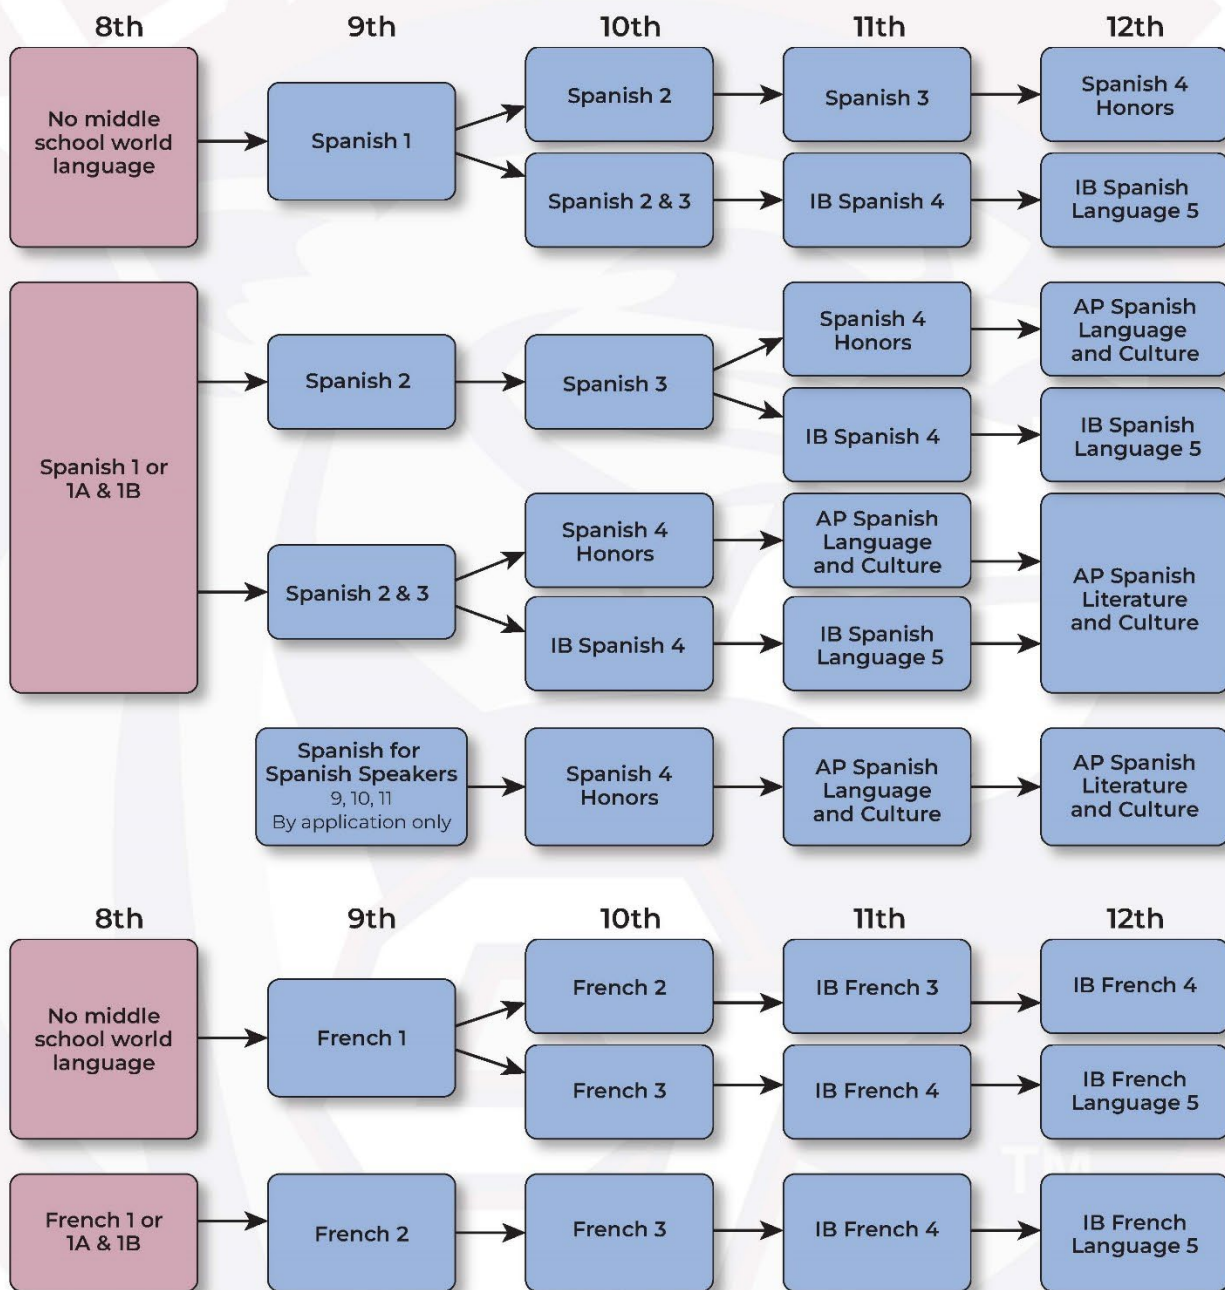 8th
9th
10th
11th
12th
No middle
school world
language
Spanish 1
Spanish 2
Spanish 3
Spanish 4
Honors
Spanish 2 & 3
IB Spanish 4
IB Spanish
Language 5
Spanish 1 or
1A & 1B
Spanish 2
Spanish 3
Spanish 4
Honors
AP Spanish
Language
and Culture
IB Spanish 4
IB Spanish
Language 5
Spanish 2 & 3
Spanish 4
Honors
AP Spanish
Language
and Culture
AP Spanish
Literature
and Culture
IB Spanish 4
IB Spanish
Language 5
Spanish for
Spanish Speakers
9, 10, 11
By application only
Spanish 4
Honors
AP Spanish
Language
and Culture
AP Spanish
Literature
and Culture
8th
9th
10th
11th
12th
No middle
school world
language
French 1
French 2
IB French 3
IB French 4
French 3
IB French 4
IB French
Language 5
TM
French 1 or
1A & 1B
French 2
French 3
IB French 4
IB French
Language 5